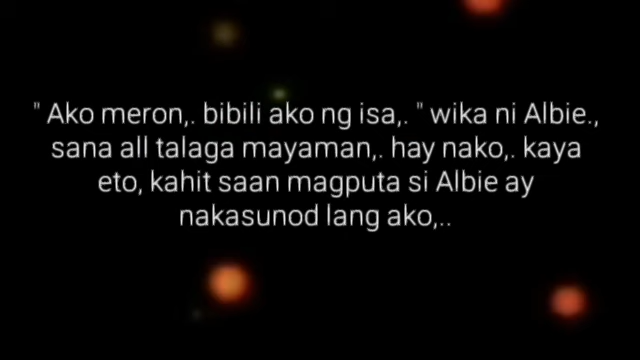 " Ako meron,. bibili ako ng isa,. " wika ni Albie.,
sana all talaga mayaman,. hay nako,. kaya
eto, kahit saan magputa si Albie ay
nakasunod lang ako,..